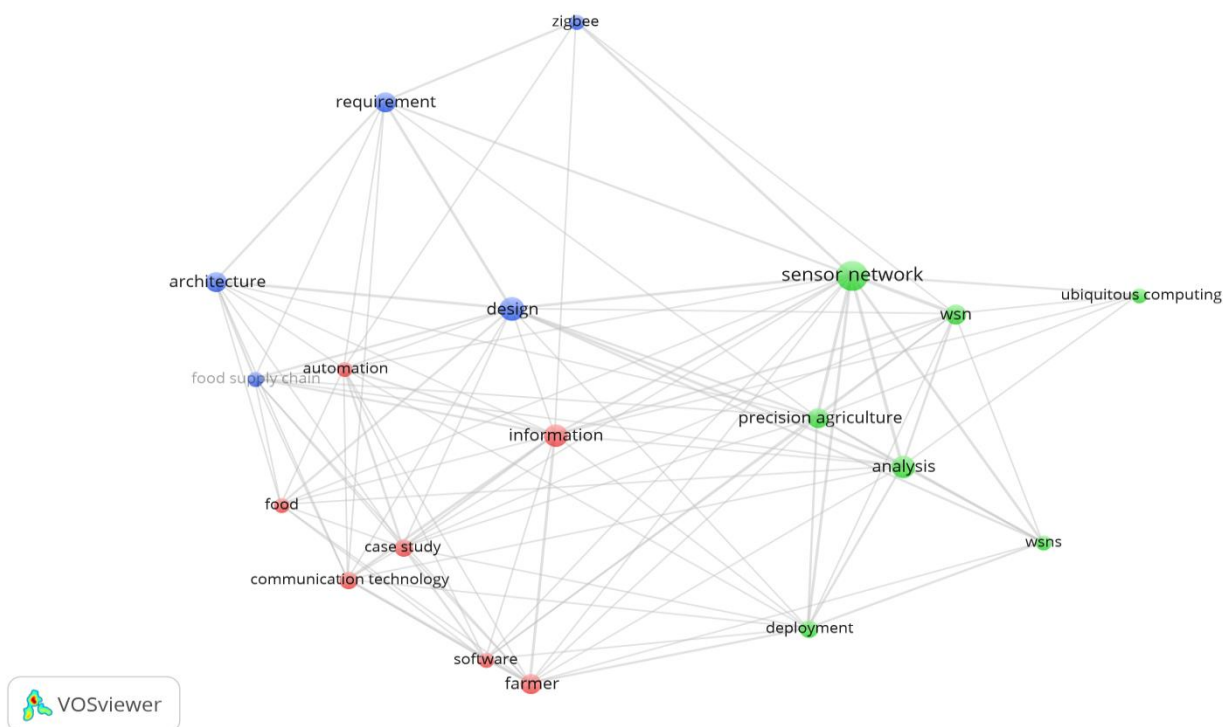 zigbee
requirement
sensor network
architecture
ubiquitous computing
design
wsn
automation
food supply chain
precision agriculture
information
analysis
food
wsns
case study
communication technology
deployment
software
farmer
VOSviewer